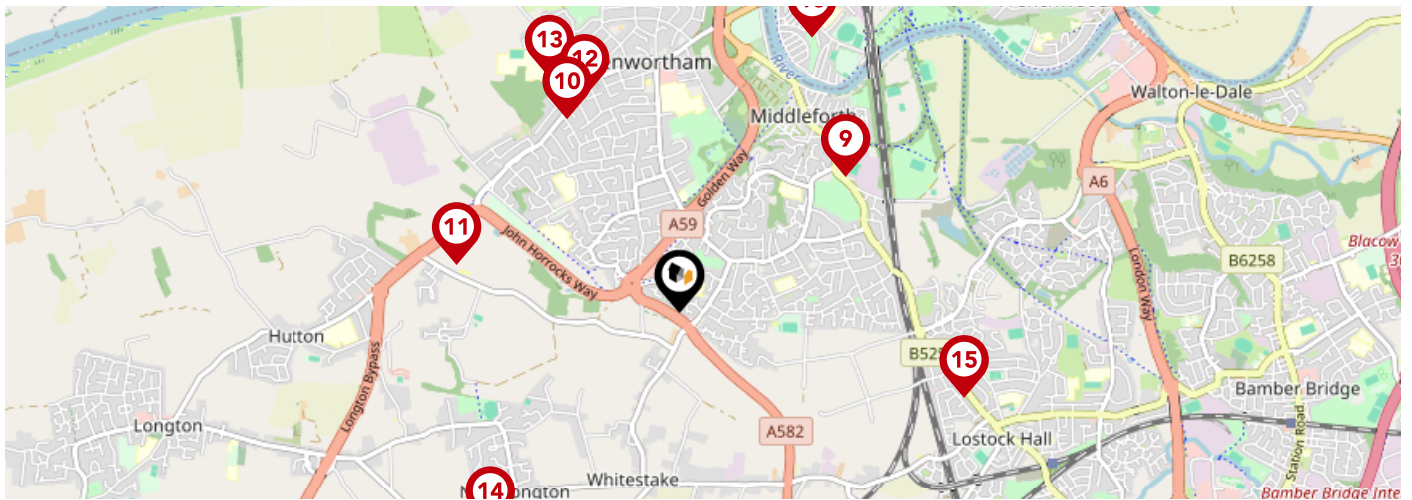 13
12
10
enwortham
River
Walton-le-Dale
Middleforth
9
A6
Golden Way
A59
11
John Horrocks Way
London Way
B6258
Blacow
Hutton
B52
15
Longton Bypass
Bamber Bridge
Station Road
Longton
A582
Lostock Hall
Whitestake
14
ongton
Bamber Bridge Inte